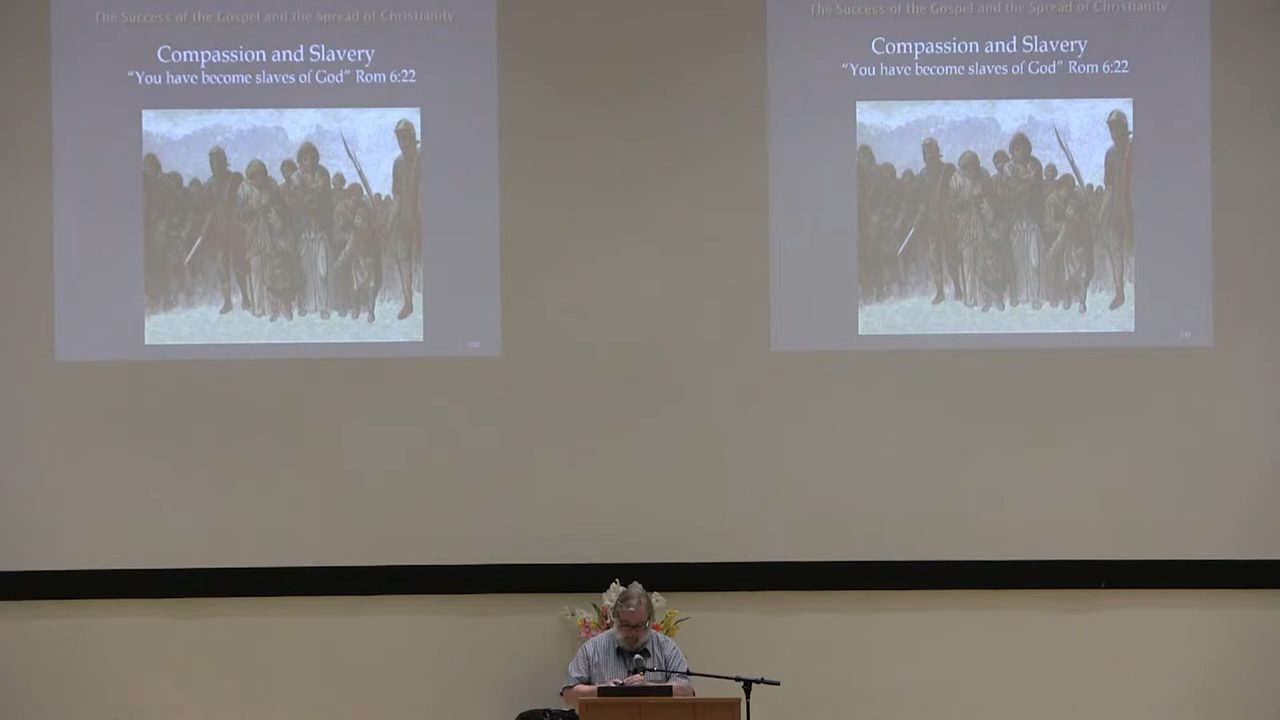 The Success of the Gospel and the Spread of Christianity
Compassion and Slavery
“You have become slaves of God” Rom 6:22
The Success of the Gospel and the Spread of Christianity
Compassion and Slavery
“You have become slaves of God” Rom 6:22